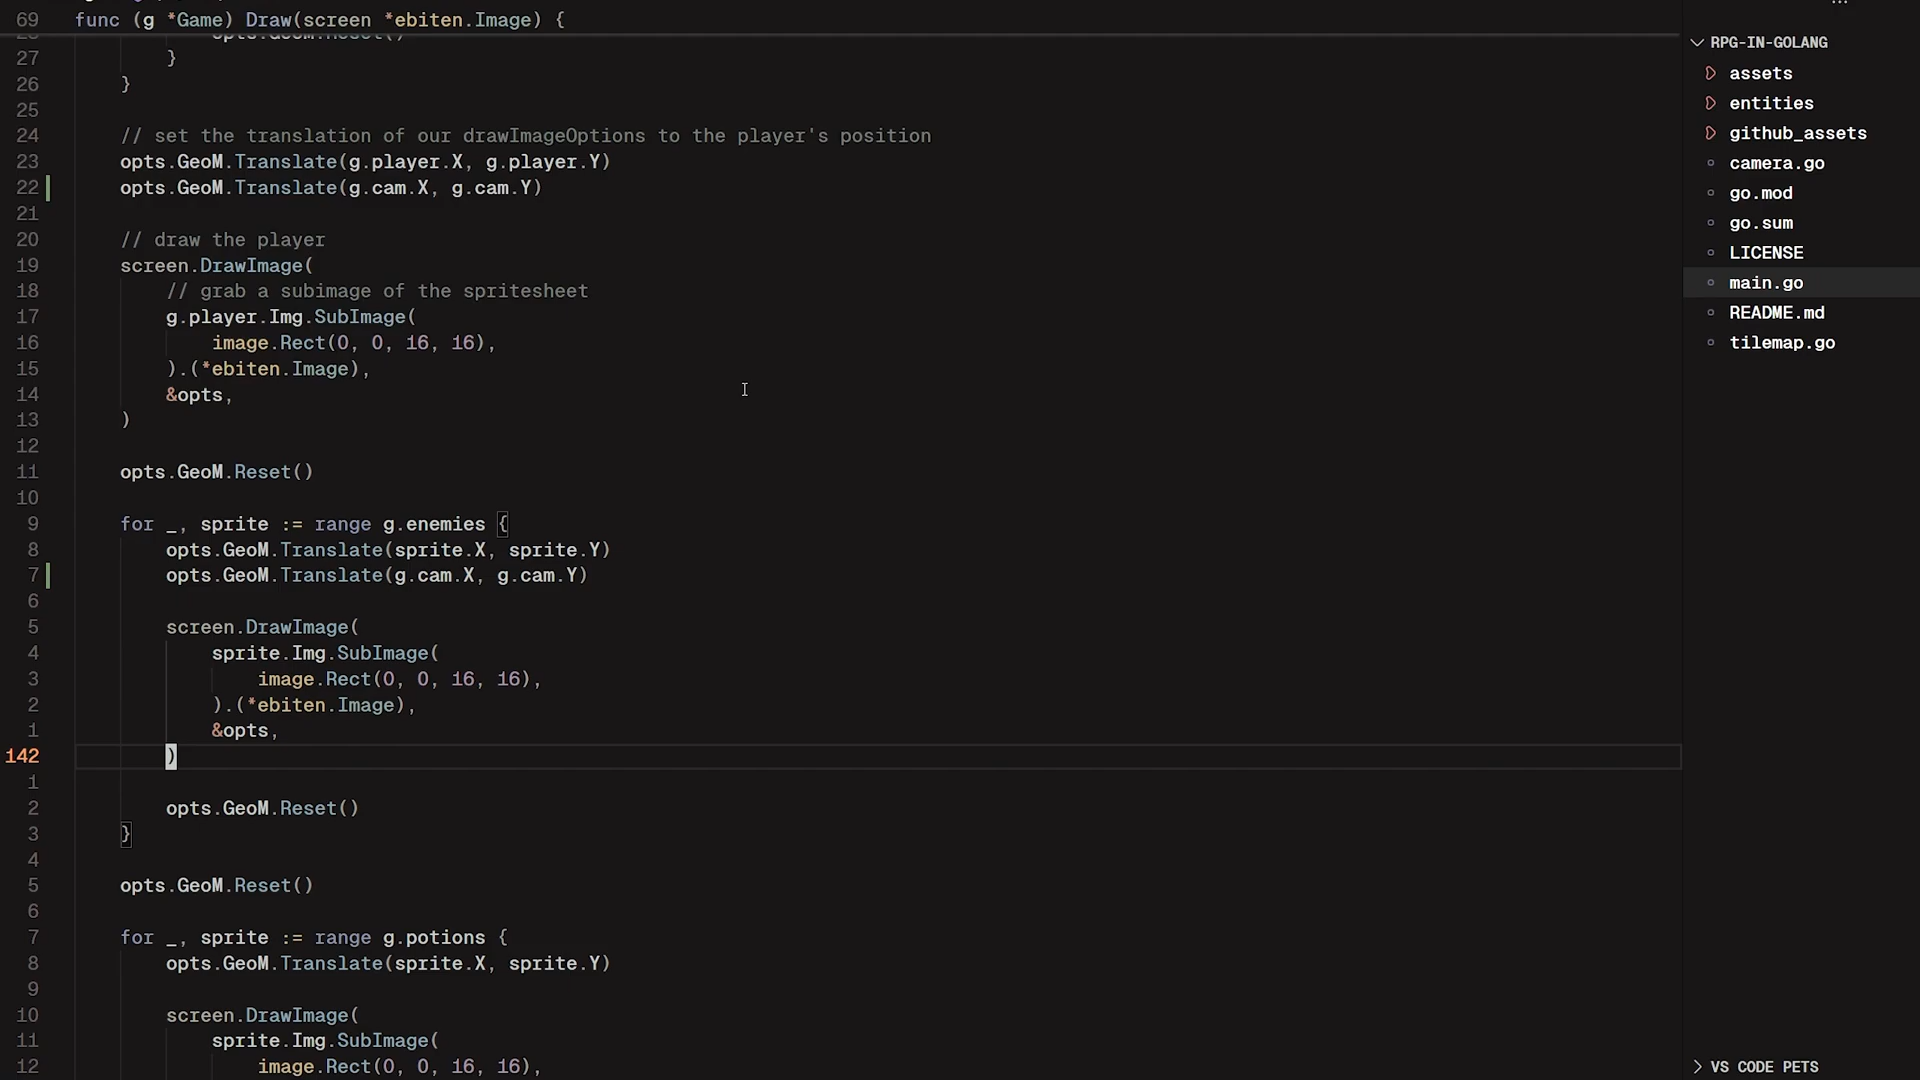 69 func (g *Game) Draw(screen *ebiten.Image) {
28 opts.GeoM.Reset()
27 }
26 }
25
24 // set the translation of our drawImageOptions to the player's position
23 opts.GeoM.Translate(g.player.X, g.player.Y)
22 opts.GeoM.Translate(g.cam.X, g.cam.Y)
21
20 // draw the player
19 screen.DrawImage(
18 // grab a subimage of the spritesheet
17 g.player.Img.SubImage(
16 image.Rect(0, 0, 16, 16),
15 ).(*ebiten.Image),
14 &opts,
13 )
12
11 opts.GeoM.Reset()
10
9 for _, sprite := range g.enemies {
8 opts.GeoM.Translate(sprite.X, sprite.Y)
7 opts.GeoM.Translate(g.cam.X, g.cam.Y)
6
5 screen.DrawImage(
4 sprite.Img.SubImage(
3 image.Rect(0, 0, 16, 16),
2 ).(*ebiten.Image),
1 &opts,
142 )
1
2 opts.GeoM.Reset()
3 }
4
5 opts.GeoM.Reset()
6
7 for _, sprite := range g.potions {
8 opts.GeoM.Translate(sprite.X, sprite.Y)
9
10 screen.DrawImage(
11 sprite.Img.SubImage(
12 image.Rect(0, 0, 16, 16),
RPG-IN-GOLANG
assets
entities
github_assets
camera.go
go.mod
go.sum
LICENSE
main.go
README.md
tilemap.go
VS CODE PETS